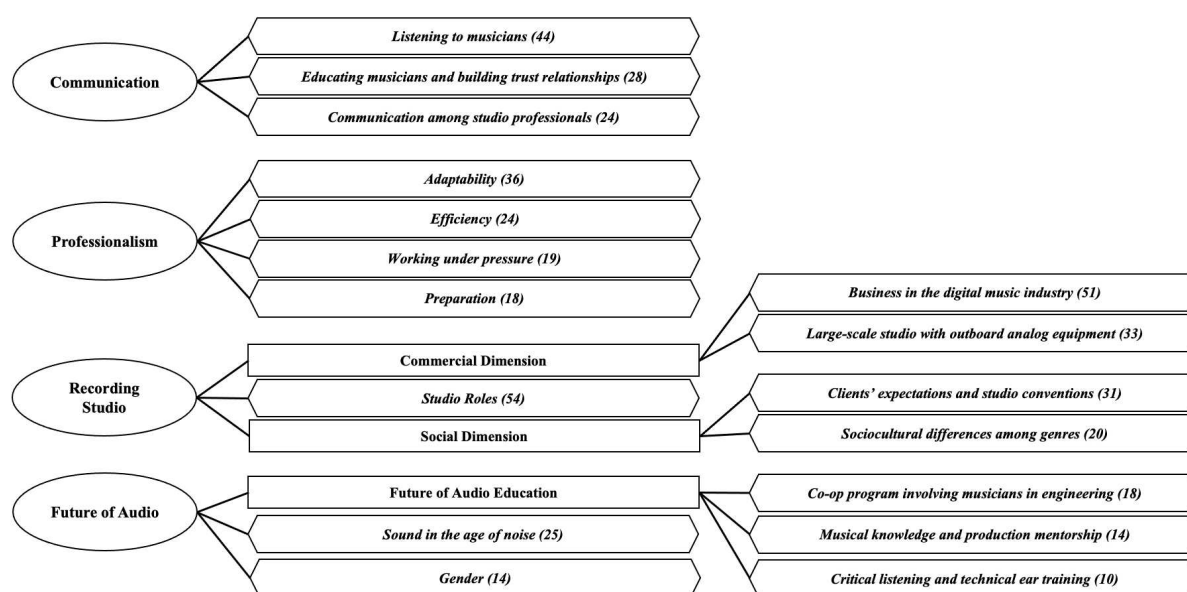 Communication
Listening to musicians (44)
Educating musicians and building trust relationships (28)
Communication among studio professionals (24)
Professionalism
Adaptability (36)
Efficiency (24)
Working under pressure (19)
Preparation (18)
Recording
Studio
Commercial Dimension
Business in the digital music industry (51)
Large-scale studio with outboard analog equipment (33)
Studio Roles (54)
Social Dimension
Clients’ expectations and studio conventions (31)
Sociocultural differences among genres (20)
Future of Audio
Future of Audio Education
Co-op program involving musicians in engineering (18)
Musical knowledge and production mentorship (14)
Critical listening and technical ear training (10)
Sound in the age of noise (25)
Gender (14)